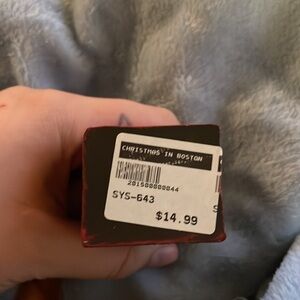 CHRISTMAS IN BOSTON
201500000044
SYS-643
$14.99
S